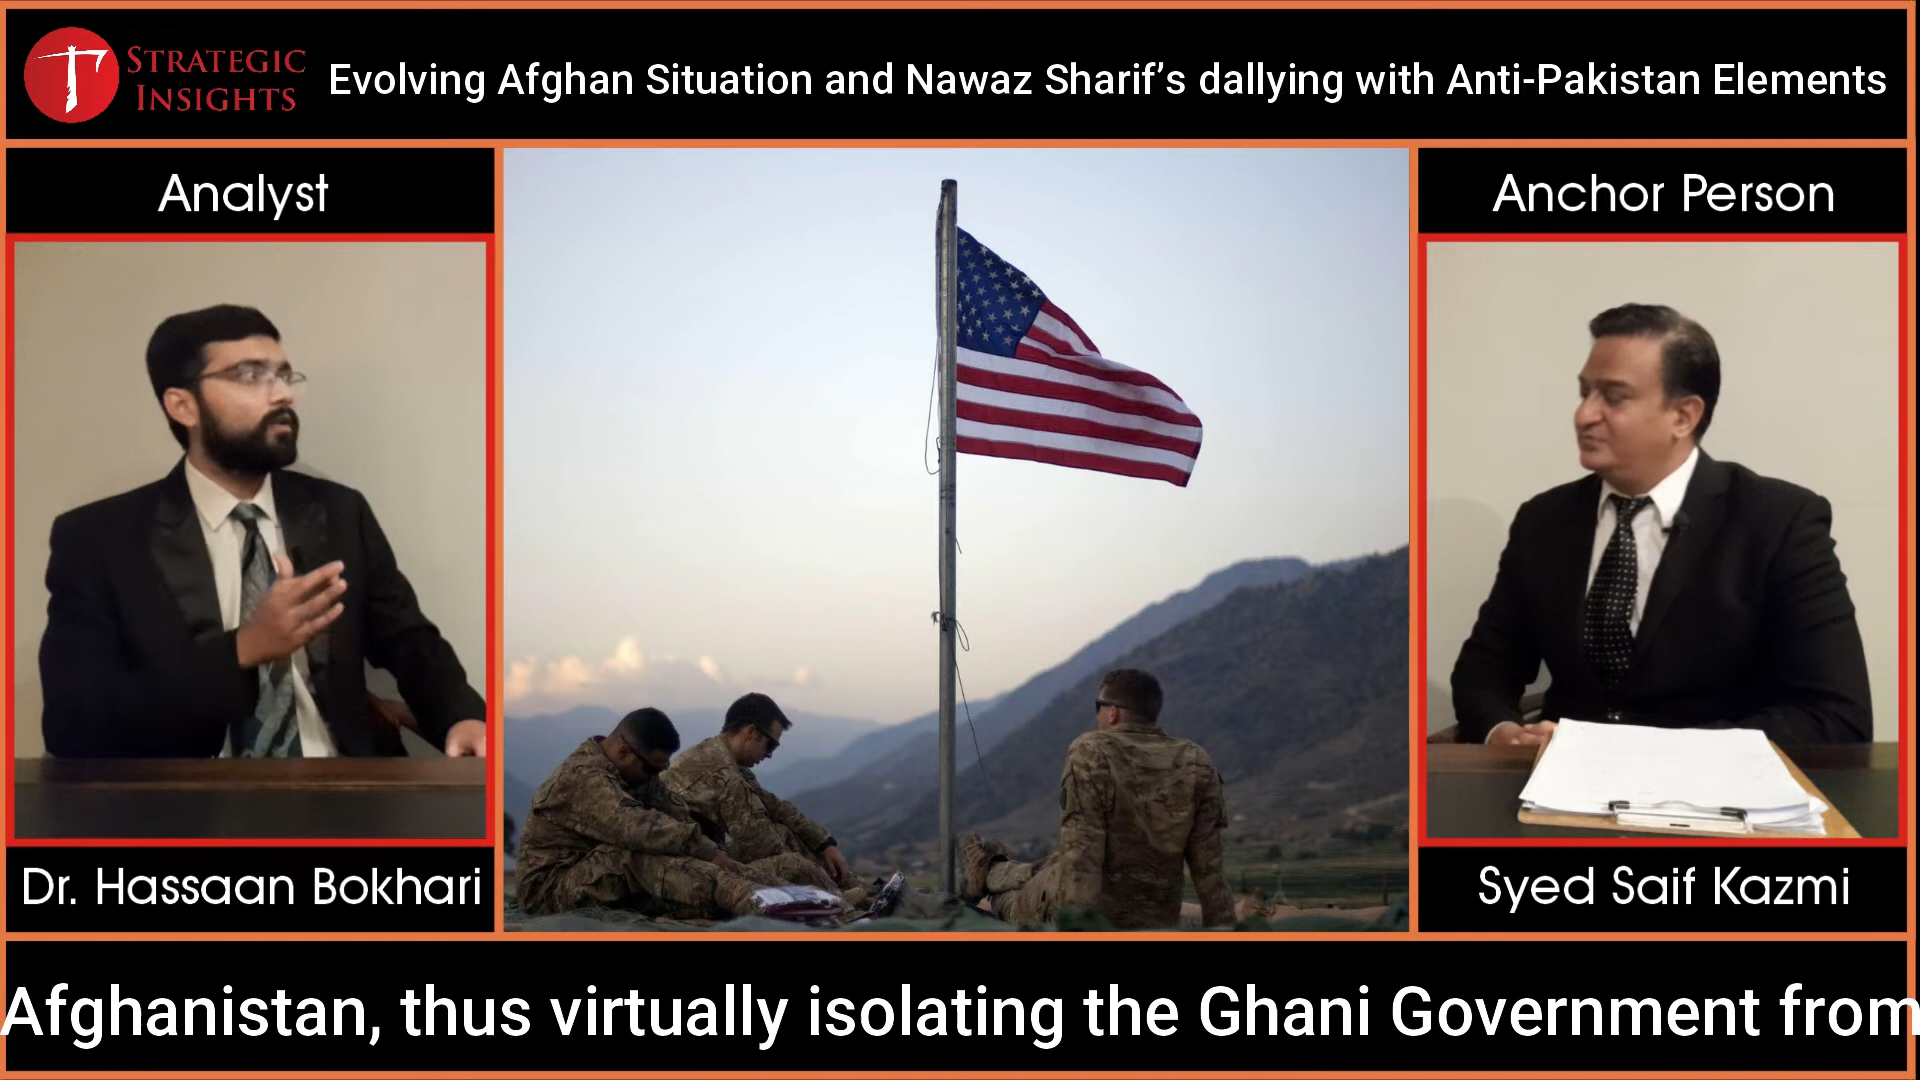 STRATEGIC
INSIGHTS
Evolving Afghan Situation and Nawaz Sharif’s dallying with Anti-Pakistan Elements
Analyst
Anchor Person
Dr. Hassaan Bokhari
Syed Saif Kazmi
Afghanistan, thus virtually isolating the Ghani Government from